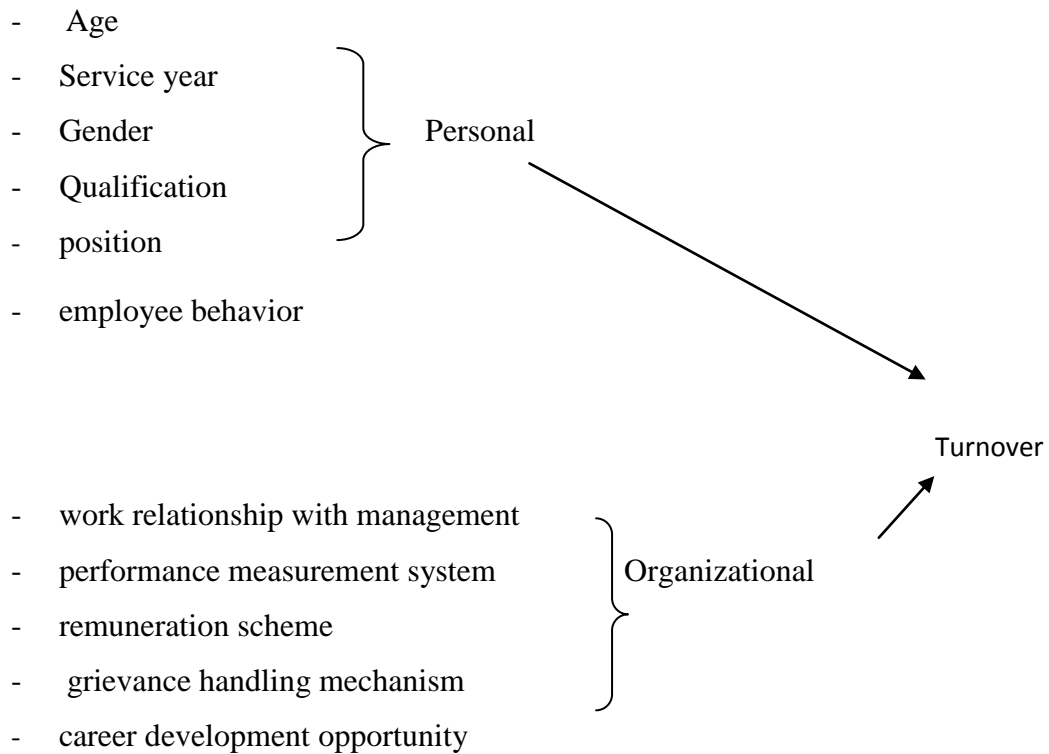 - Age
- Service year
- Gender Personal
- Qualification
- position
- employee behavior
Turnover
- work relationship with management
- performance measurement system Organizational
- remuneration scheme
- grievance handling mechanism
- career development opportunity